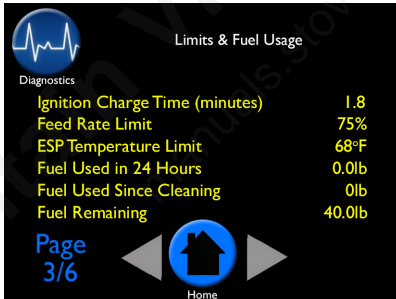 Limits & Fuel Usage
Diagnostics
Ignition Charge Time (minutes) 1.8
Feed Rate Limit 75%
ESP Temperature Limit 68°F
Fuel Used in 24 Hours 0.0lb
Fuel Used Since Cleaning 0lb
Fuel Remaining 40.0lb
Page
3/6
Home